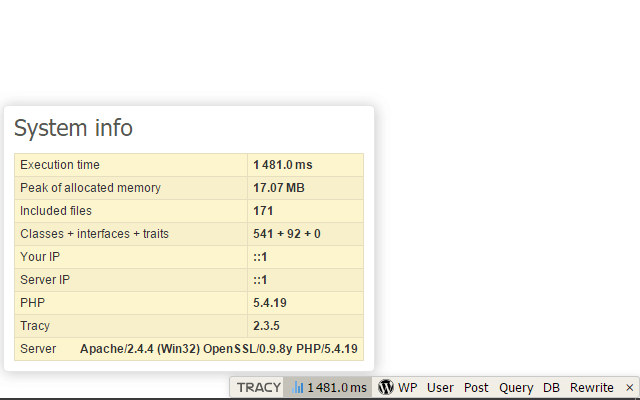 System info
Execution time 1 481.0 ms
Peak of allocated memory 17.07 MB
Included files 171
Classes + interfaces + traits 541 + 92 + 0
Your IP ::1
Server IP ::1
PHP 5.4.19
Tracy 2.3.5
Server Apache/2.4.4 (Win32) OpenSSL/0.9.8y PHP/5.4.19
TRACY 1 481.0 ms WP User Post Query DB Rewrite ×